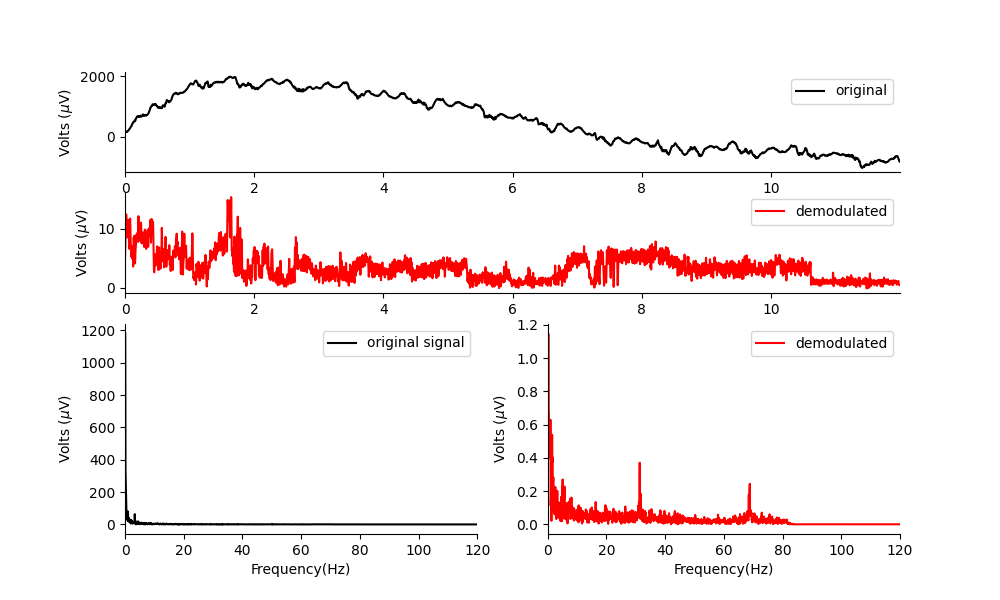 2000
0
Volts (μV)
original
0 2 4 6 8 10
10
0
Volts (μV)
demodulated
0 2 4 6 8 10
1200
1000
800
600
400
200
0
Volts (μV)
original signal
0 20 40 60 80 100 120
Frequency(Hz)
1.2
1.0
0.8
0.6
0.4
0.2
0.0
Volts (μV)
demodulated
0 20 40 60 80 100 120
Frequency(Hz)